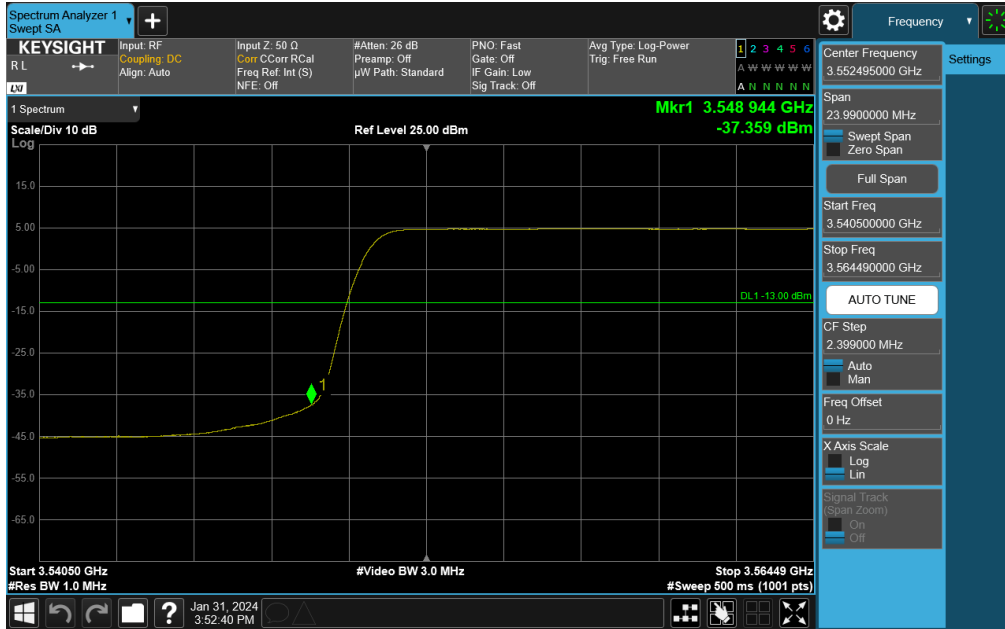 Spectrum Analyzer 1
Swept SA
Frequency
KEYSIGHT
R L
LXI
Input: RF
Coupling: DC
Align: Auto
Input Z: 50 Ω
Corr CCorr RCal
Freq Ref: Int (S)
NFE: Off
#Atten: 26 dB
Preamp: Off
µW Path: Standard
PNO: Fast
Gate: Off
IF Gain: Low
Sig Track: Off
Avg Type: Log-Power
Trig: Free Run
1 2 3 4 5 6
A W W W W W
A N N N N N
1 Spectrum
Scale/Div 10 dB
Log
Ref Level 25.00 dBm
Mkr1 3.548 944 GHz
-37.359 dBm
15.0
5.00
-5.00
DL1 -13.00 dBm
-15.0
-25.0
1
-35.0
-45.0
-55.0
-65.0
Start 3.54050 GHz
#Res BW 1.0 MHz
#Video BW 3.0 MHz
Stop 3.56449 GHz
#Sweep 500 ms (1001 pts)
Jan 31, 2024
3:52:40 PM
?
Center Frequency
3.552495000 GHz
Settings
Span
23.9900000 MHz
Swept Span
Zero Span
Full Span
Start Freq
3.540500000 GHz
Stop Freq
3.564490000 GHz
AUTO TUNE
CF Step
2.399000 MHz
Auto
Man
Freq Offset
0 Hz
X Axis Scale
Log
Lin
Signal Track
(Span Zoom)
On
Off